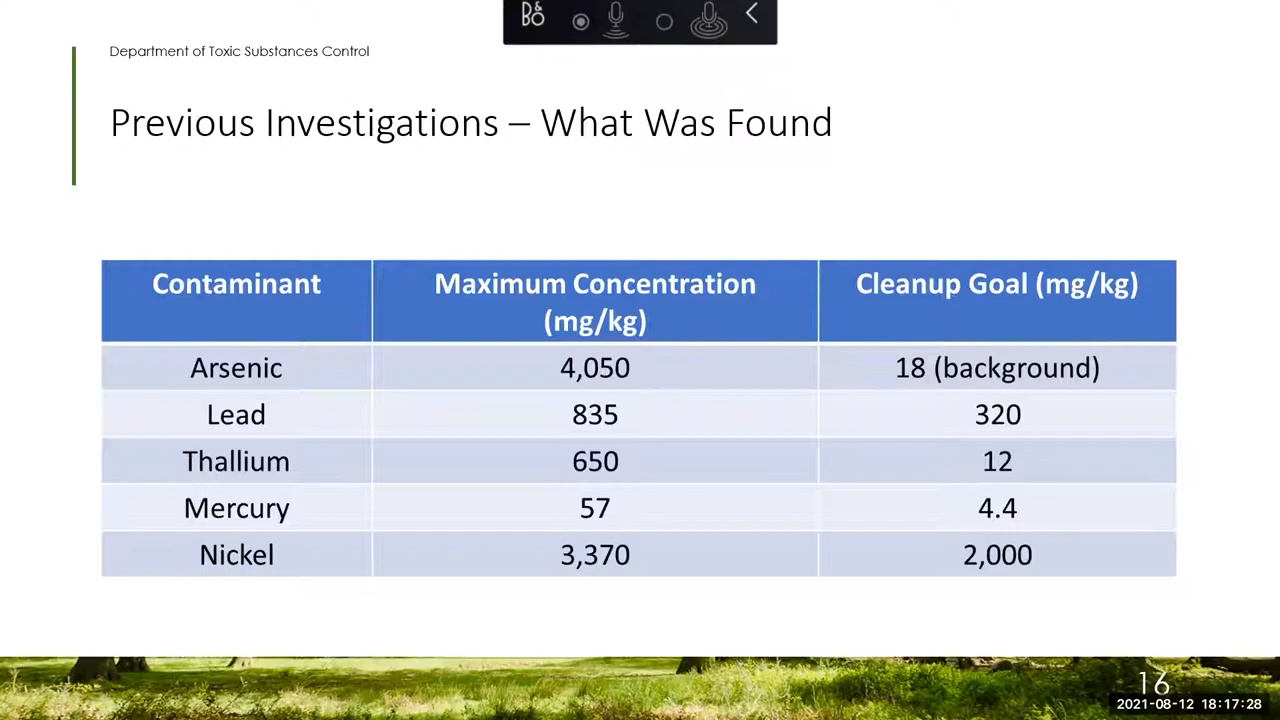 B&O
Department of Toxic Substances Control
Previous Investigations – What Was Found
Contaminant
Maximum Concentration
(mg/kg)
Cleanup Goal (mg/kg)
Arsenic
4,050
18 (background)
Lead
835
320
Thallium
650
12
Mercury
57
4.4
Nickel
3,370
2,000
16
2021-08-12 18:17:28